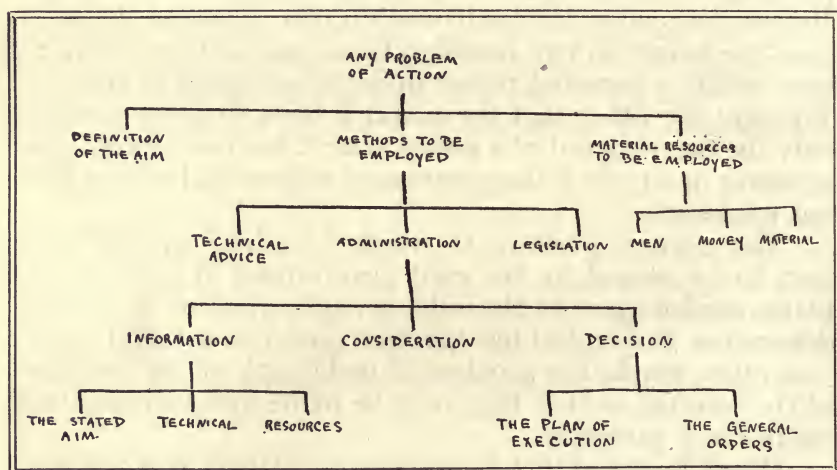 ANY PROBLEM
OF ACTION
DEFINITION
OF THE AIM
METHODS TO BE
EMPLOYED
MATERIAL RESOURCES
TO BE EMPLOYED
TECHNICAL
ADVICE
ADMINISTRATION
LEGISLATION
MEN
MONEY
MATERIAL
INFORMATION
CONSIDERATION
DECISION
THE STATED
AIM.
TECHNICAL
RESOURCES
THE PLAN OF
EXECUTION
THE GENERAL
ORDERS